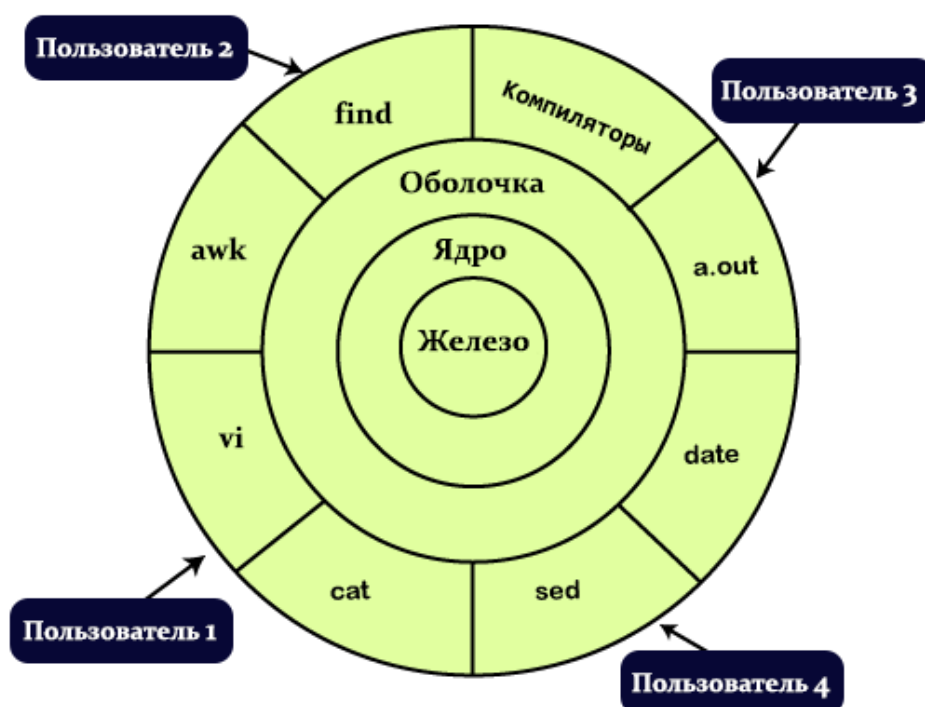 Пользователь 2
Компиляторы
Пользователь 3
find
Оболочка
awk
Ядро
a.out
Железо
vi
date
cat
sed
Пользователь 1
Пользователь 4